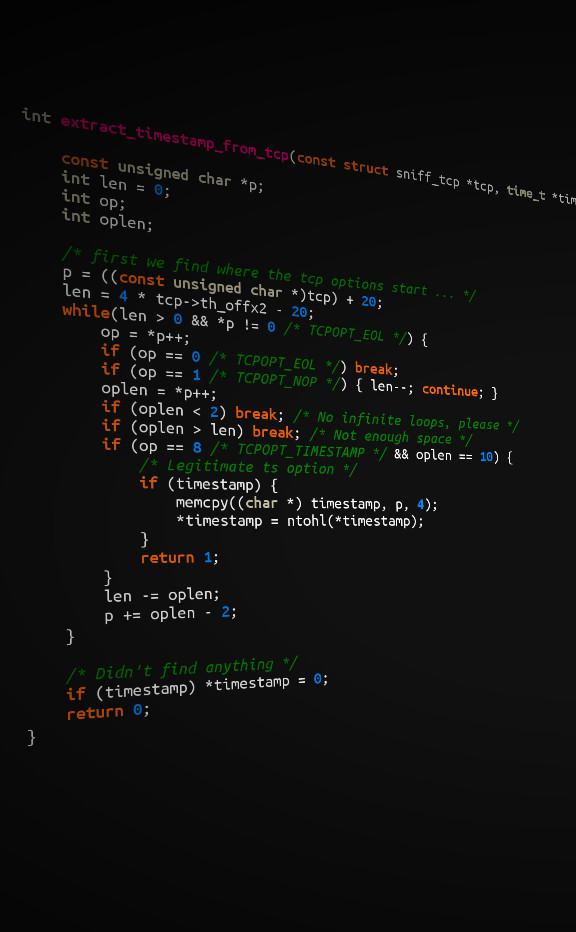 int extract_timestamp_from_tcp(const struct sniff_tcp *tcp, time_t *tim
const unsigned char *p;
int len = 0;
int op;
int oplen;
/* first we find where the tcp options start ... */
p = ((const unsigned char *)tcp) + 20;
len = 4 * tcp->th_offx2 - 20;
while(len > 0 && *p != 0 /* TCPOPT_EOL */) {
op = *p++;
if (op == 0 /* TCPOPT_EOL */) break;
if (op == 1 /* TCPOPT_NOP */) { len--; continue; }
oplen = *p++;
if (oplen < 2) break; /* No infinite loops, please */
if (oplen > len) break; /* Not enough space */
if (op == 8 /* TCPOPT_TIMESTAMP */ && oplen == 10) {
/* Legitimate ts option */
if (timestamp) {
memcpy((char *) timestamp, p, 4);
*timestamp = ntohl(*timestamp);
}
return 1;
}
len -= oplen;
p += oplen - 2;
}
/* Didn't find anything */
if (timestamp) *timestamp = 0;
return 0;
}